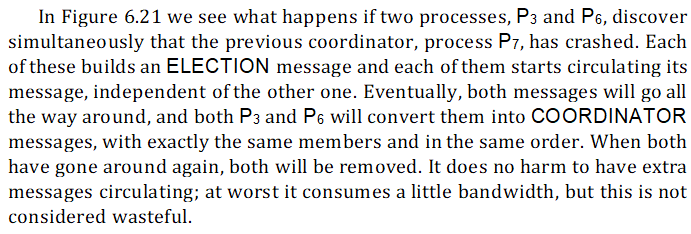 In Figure 6.21 we see what happens if two processes, P3 and P6, discover
simultaneously that the previous coordinator, process P7, has crashed. Each
of these builds an ELECTION message and each of them starts circulating its
message, independent of the other one. Eventually, both messages will go all
the way around, and both P3 and P6 will convert them into COORDINATOR
messages, with exactly the same members and in the same order. When both
have gone around again, both will be removed. It does no harm to have extra
messages circulating; at worst it consumes a little bandwidth, but this is not
considered wasteful.